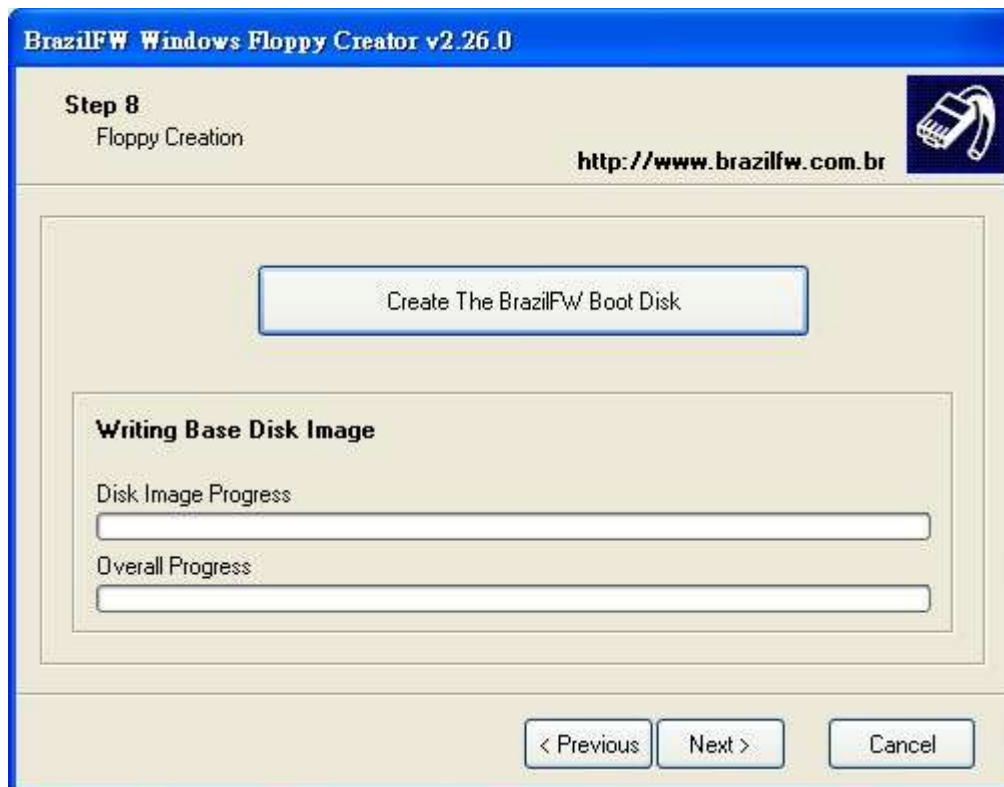 BrazilFW Windows Floppy Creator v2.26.0
Step 8
Floppy Creation
http://www.brazilfw.com.br
Create The BrazilFW Boot Disk
Writing Base Disk Image
Disk Image Progress
Overall Progress
< Previous
Next >
Cancel